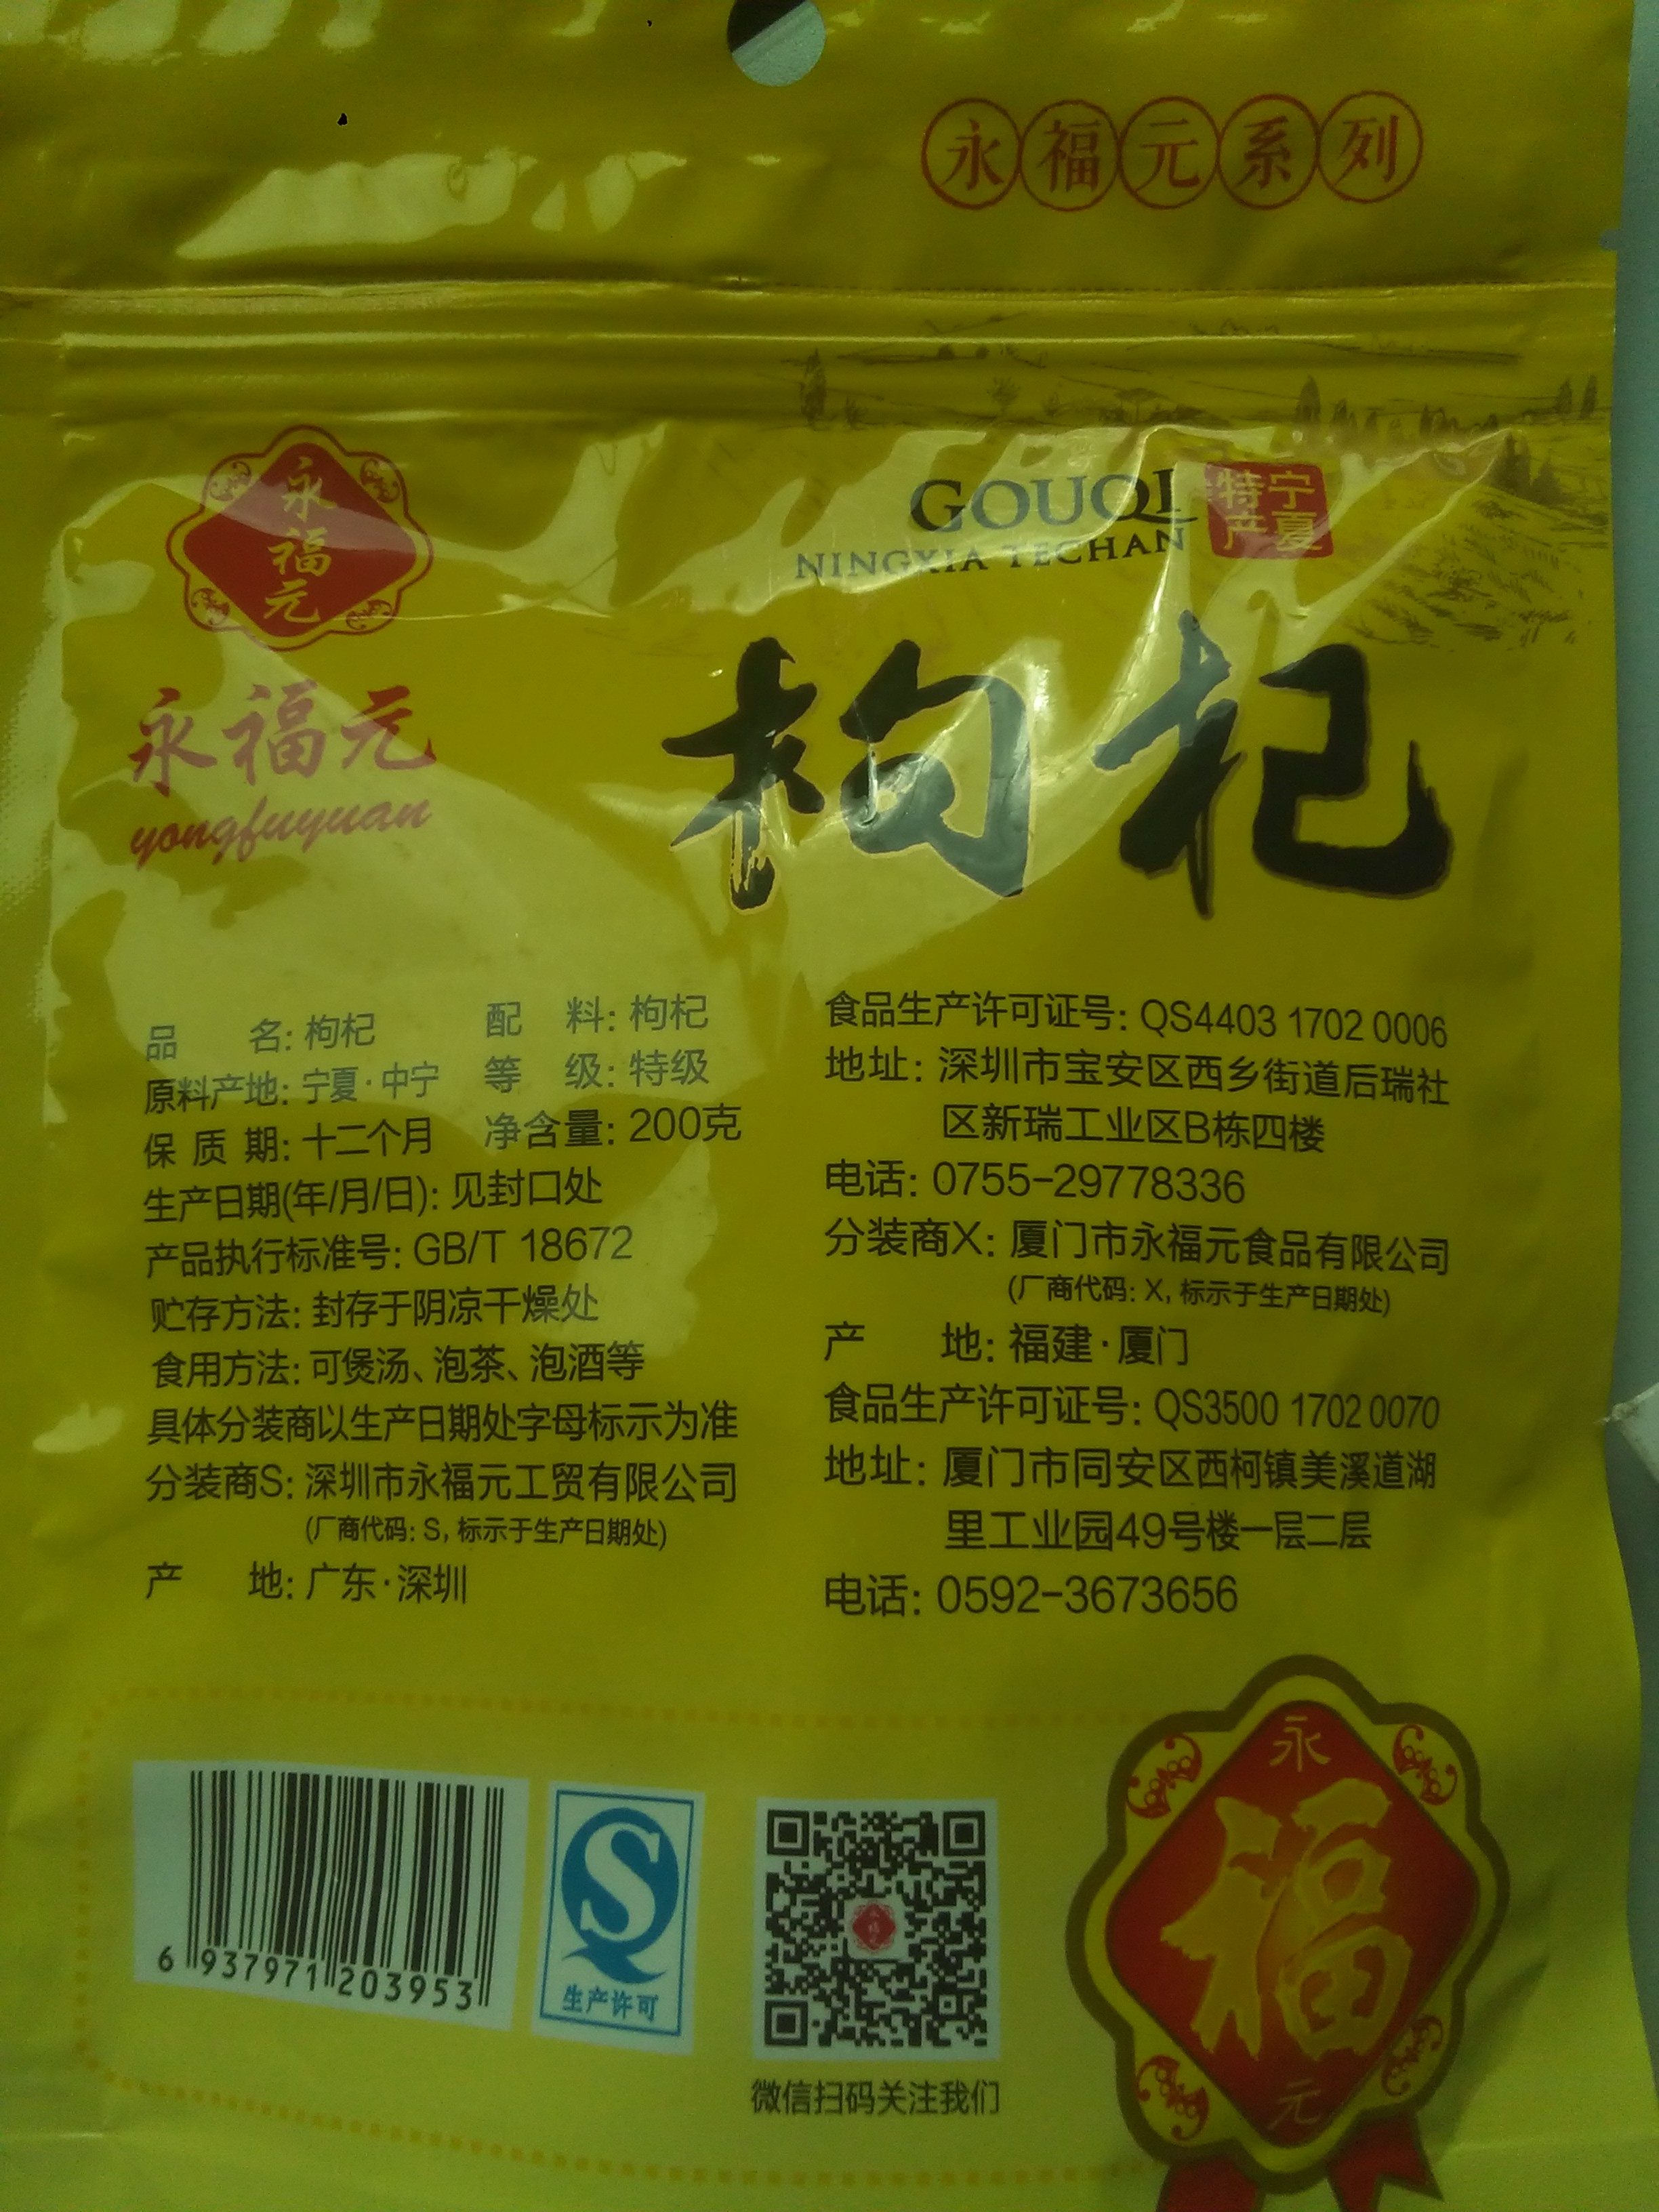 永福元系列
永福元
GOUQI
NINGXIA TECHAN
宁夏
特产
永福元
yongfuyuan
枸杞
品名: 枸杞 配料: 枸杞
原料产地: 宁夏·中宁 等级: 特级
保质期: 十二个月 净含量: 200克
生产日期(年/月/日): 见封口处
产品执行标准号: GB/T 18672
贮存方法: 封存于阴凉干燥处
食用方法: 可煲汤、泡茶、泡酒等
具体分装商以生产日期处字母标示为准
分装商S: 深圳市永福元工贸有限公司
(厂商代码: S, 标示于生产日期处)
产地: 广东·深圳
食品生产许可证号: QS4403 1702 0006
地址: 深圳市宝安区西乡街道后瑞社
区新瑞工业区B栋四楼
电话: 0755-29778336
分装商X: 厦门市永福元食品有限公司
(厂商代码: X, 标示于生产日期处)
产地: 福建·厦门
食品生产许可证号: QS3500 1702 0070
地址: 厦门市同安区西柯镇美溪道湖
里工业园49号楼一层二层
电话: 0592-3673656
6 937971 203953
QS
生产许可
微信扫码关注我们
永
福
元